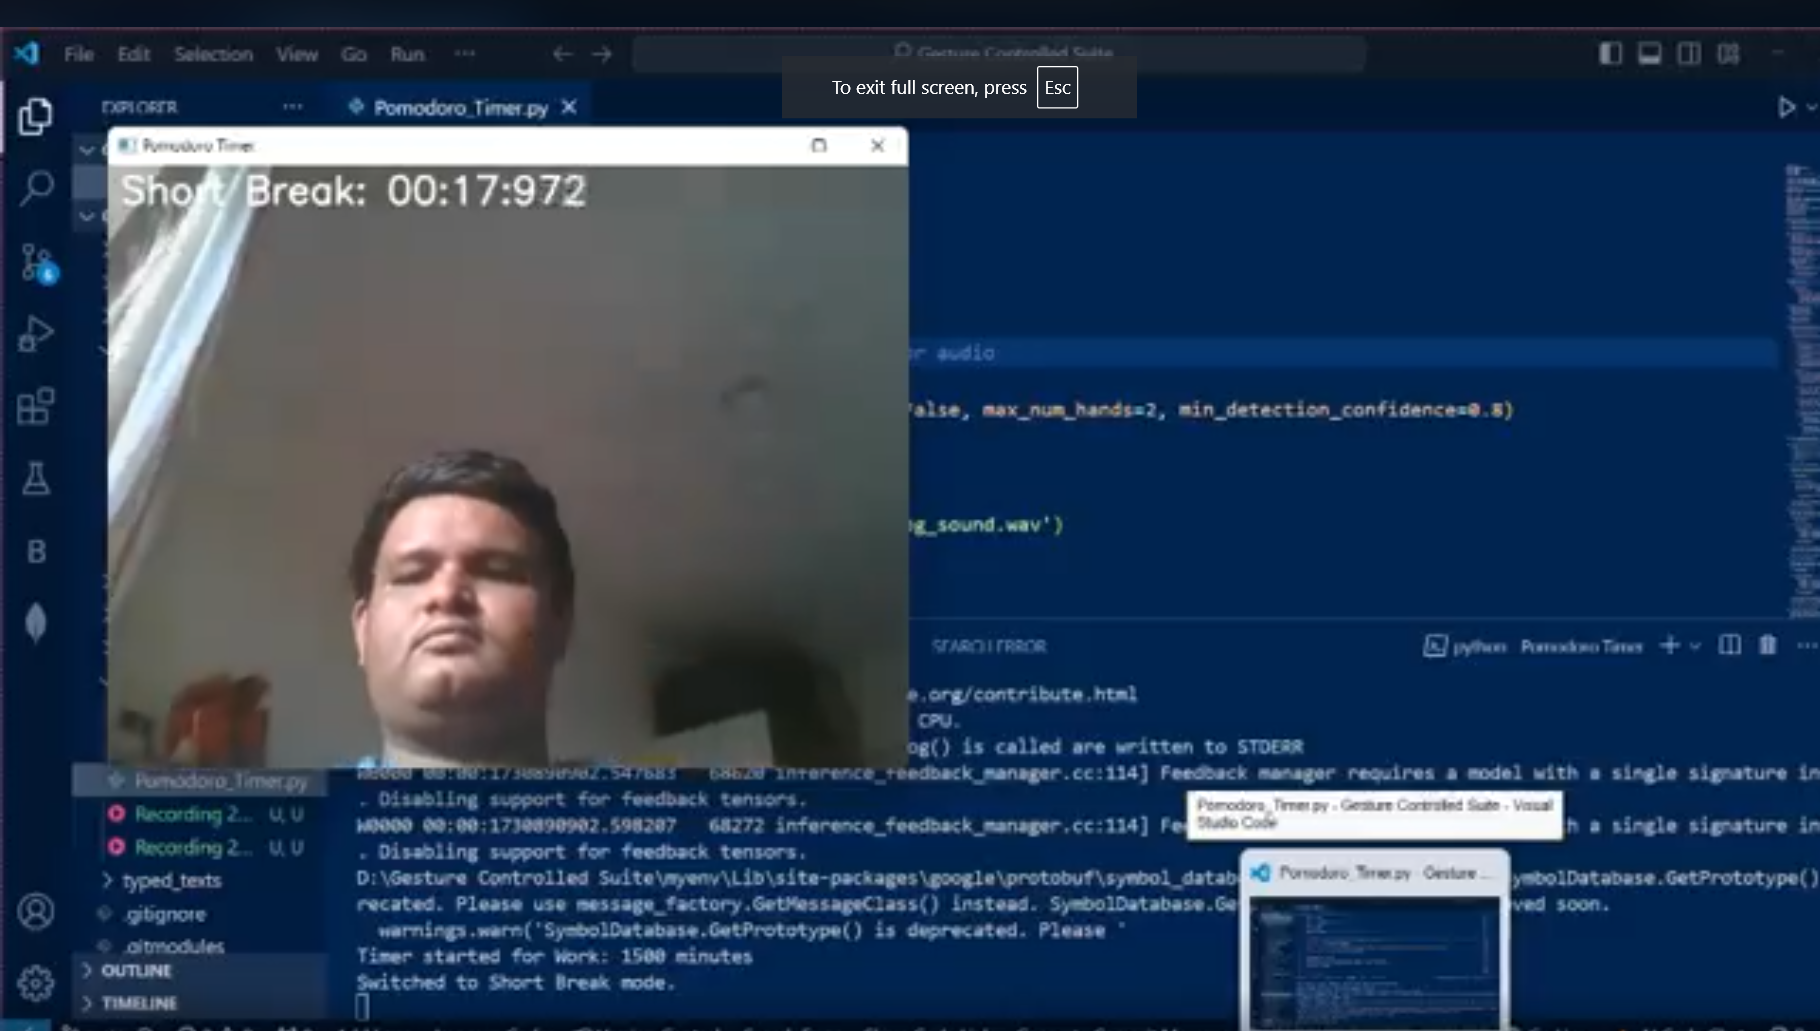 File Edit Selection View Go Run ...
Gesture Controlled Suite
To exit full screen, press Esc
EXPLORER ...
Pomodoro_Timer.py
Pomodoro Timer
Short Break: 00:17:972
audio
max_num_hands=2, min_detection_confidence=0.8)
_sound.wav')
SEARCH ERROR
python Pomodoro Timer
e.org/contribute.html
CPU.
() is called are written to STDERR
Pomodoro_Timer.py
W0000 00:00:1730890902.547683 68620 inference_feedback_manager.cc:114] Feedback manager requires a model with a single signature in
. Disabling support for feedback tensors.
Recording 2... U, U
W0000 00:00:1730890902.598207 68272 inference_feedback_manager.cc:114] Fe
h a single signature in
Pomodoro_Timer.py - Gesture Controlled Suite - Visual
Studio Code
Recording 2... U, U
. Disabling support for feedback tensors.
typed_texts
D:\Gesture Controlled Suite\myenv\Lib\site-packages\google\protobuf\symbol_datab
ymbolDatabase.GetPrototype()
Pomodoro_Timer.py - Gesture ...
.gitignore
recated. Please use message_factory.GetMessageClass() instead. SymbolDatabase.Ge
ved soon.
warnings.warn('SymbolDatabase.GetPrototype() is deprecated. Please '
.gitmodules
Timer started for Work: 1500 minutes
OUTLINE
Switched to Short Break mode.
TIMELINE